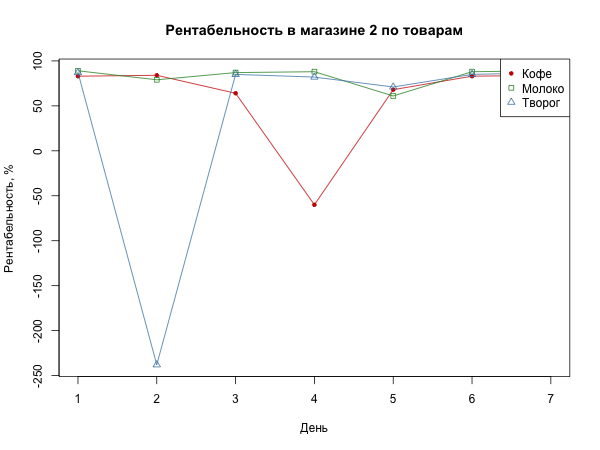 Рентабельность в магазине 2 по товарам
Рентабельность, %
100
50
0
-50
-100
-150
-200
-250
Кофе
Молоко
Творог
1 2 3 4 5 6 7
День